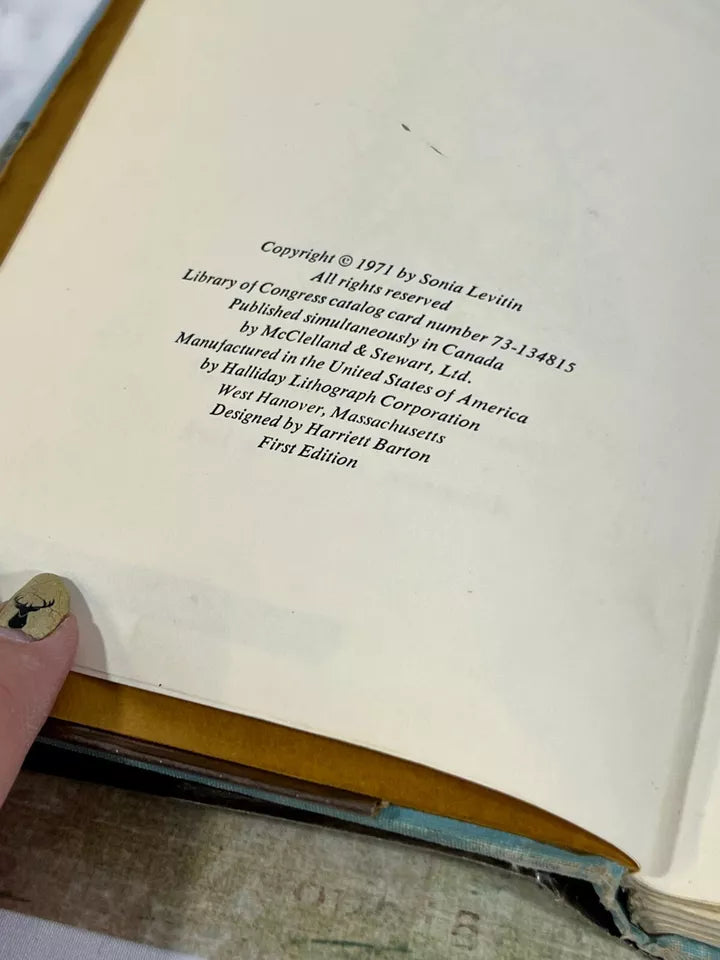 Copyright © 1971 by Sonia Levitin
All rights reserved
Library of Congress catalog card number 73-134815
Published simultaneously in Canada
by McClelland & Stewart, Ltd.
Manufactured in the United States of America
by Halliday Lithograph Corporation
West Hanover, Massachusetts
Designed by Harriett Barton
First Edition